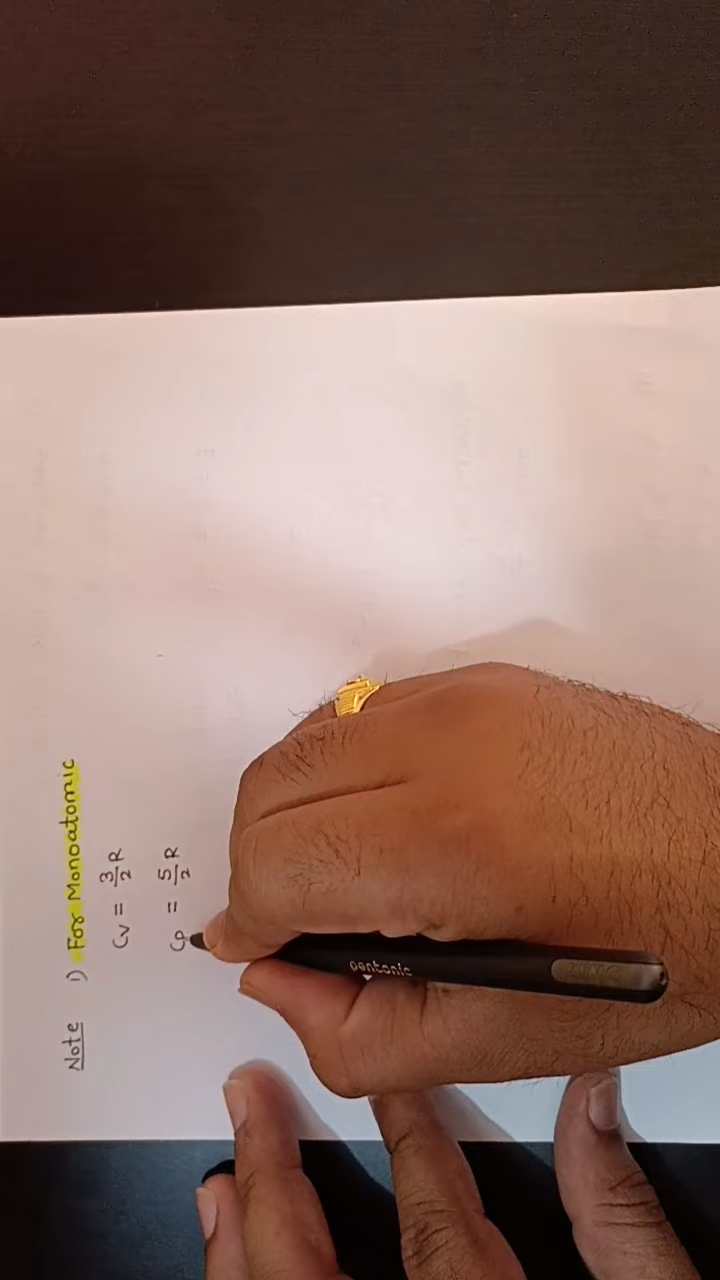 Note 1) For Monoatomic
Cv = 3/2 R
Cp = 5/2 R
pentonic